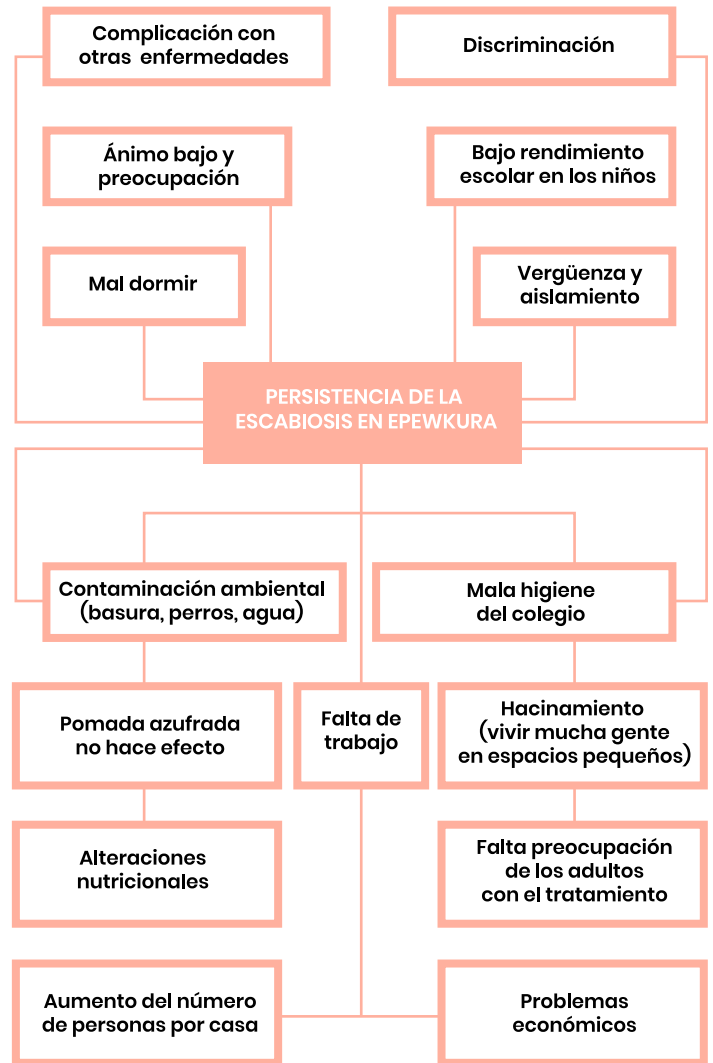 Complicación con
otras enfermedades
Discriminación
Ánimo bajo y
preocupación
Bajo rendimiento
escolar en los niños
Mal dormir
Vergüenza y
aislamiento
PERSISTENCIA DE LA
ESCABIOSIS EN EPEWKURA
Contaminación ambiental
(basura, perros, agua)
Mala higiene
del colegio
Pomada azufrada
no hace efecto
Falta de
trabajo
Hacinamiento
(vivir mucha gente
en espacios pequeños)
Alteraciones
nutricionales
Falta preocupación
de los adultos
con el tratamiento
Aumento del número
de personas por casa
Problemas
económicos